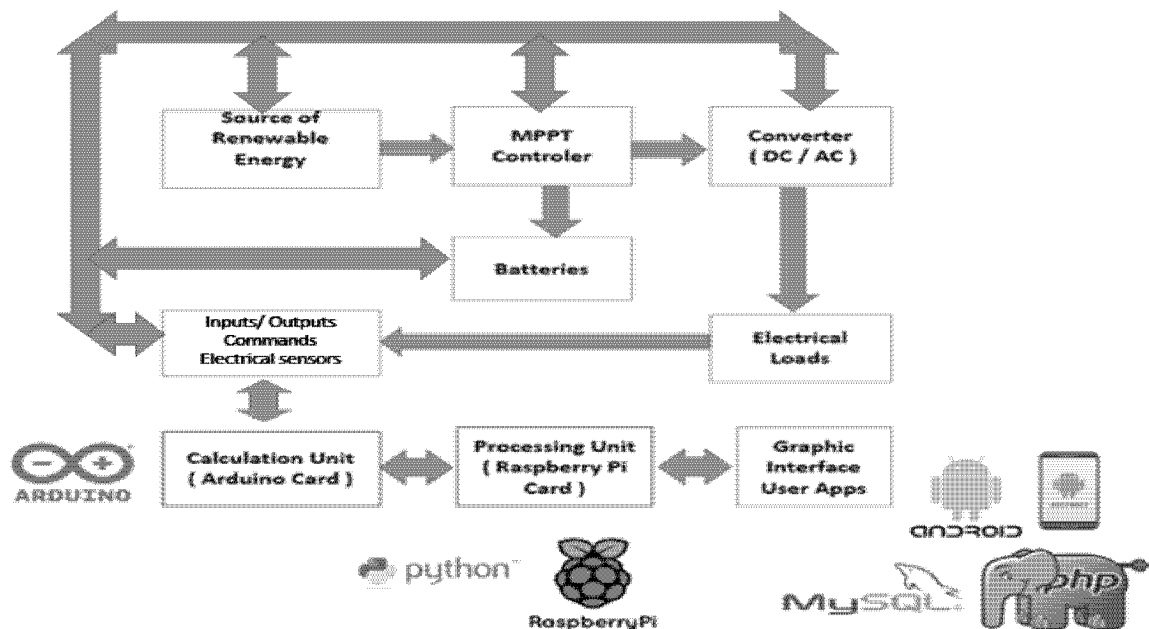 Source of
Renewable
Energy
MPPT
Controler
Converter
( DC / AC )
Batteries
Inputs/ Outputs
Commands
Electrical sensors
Electrical
Loads
Calculation Unit
( Arduino Card )
Processing Unit
( Raspberry Pi
Card )
Graphic
Interface
User Apps
ARDUINO
ANDROID
python™
RaspberryPi
MySQL
php